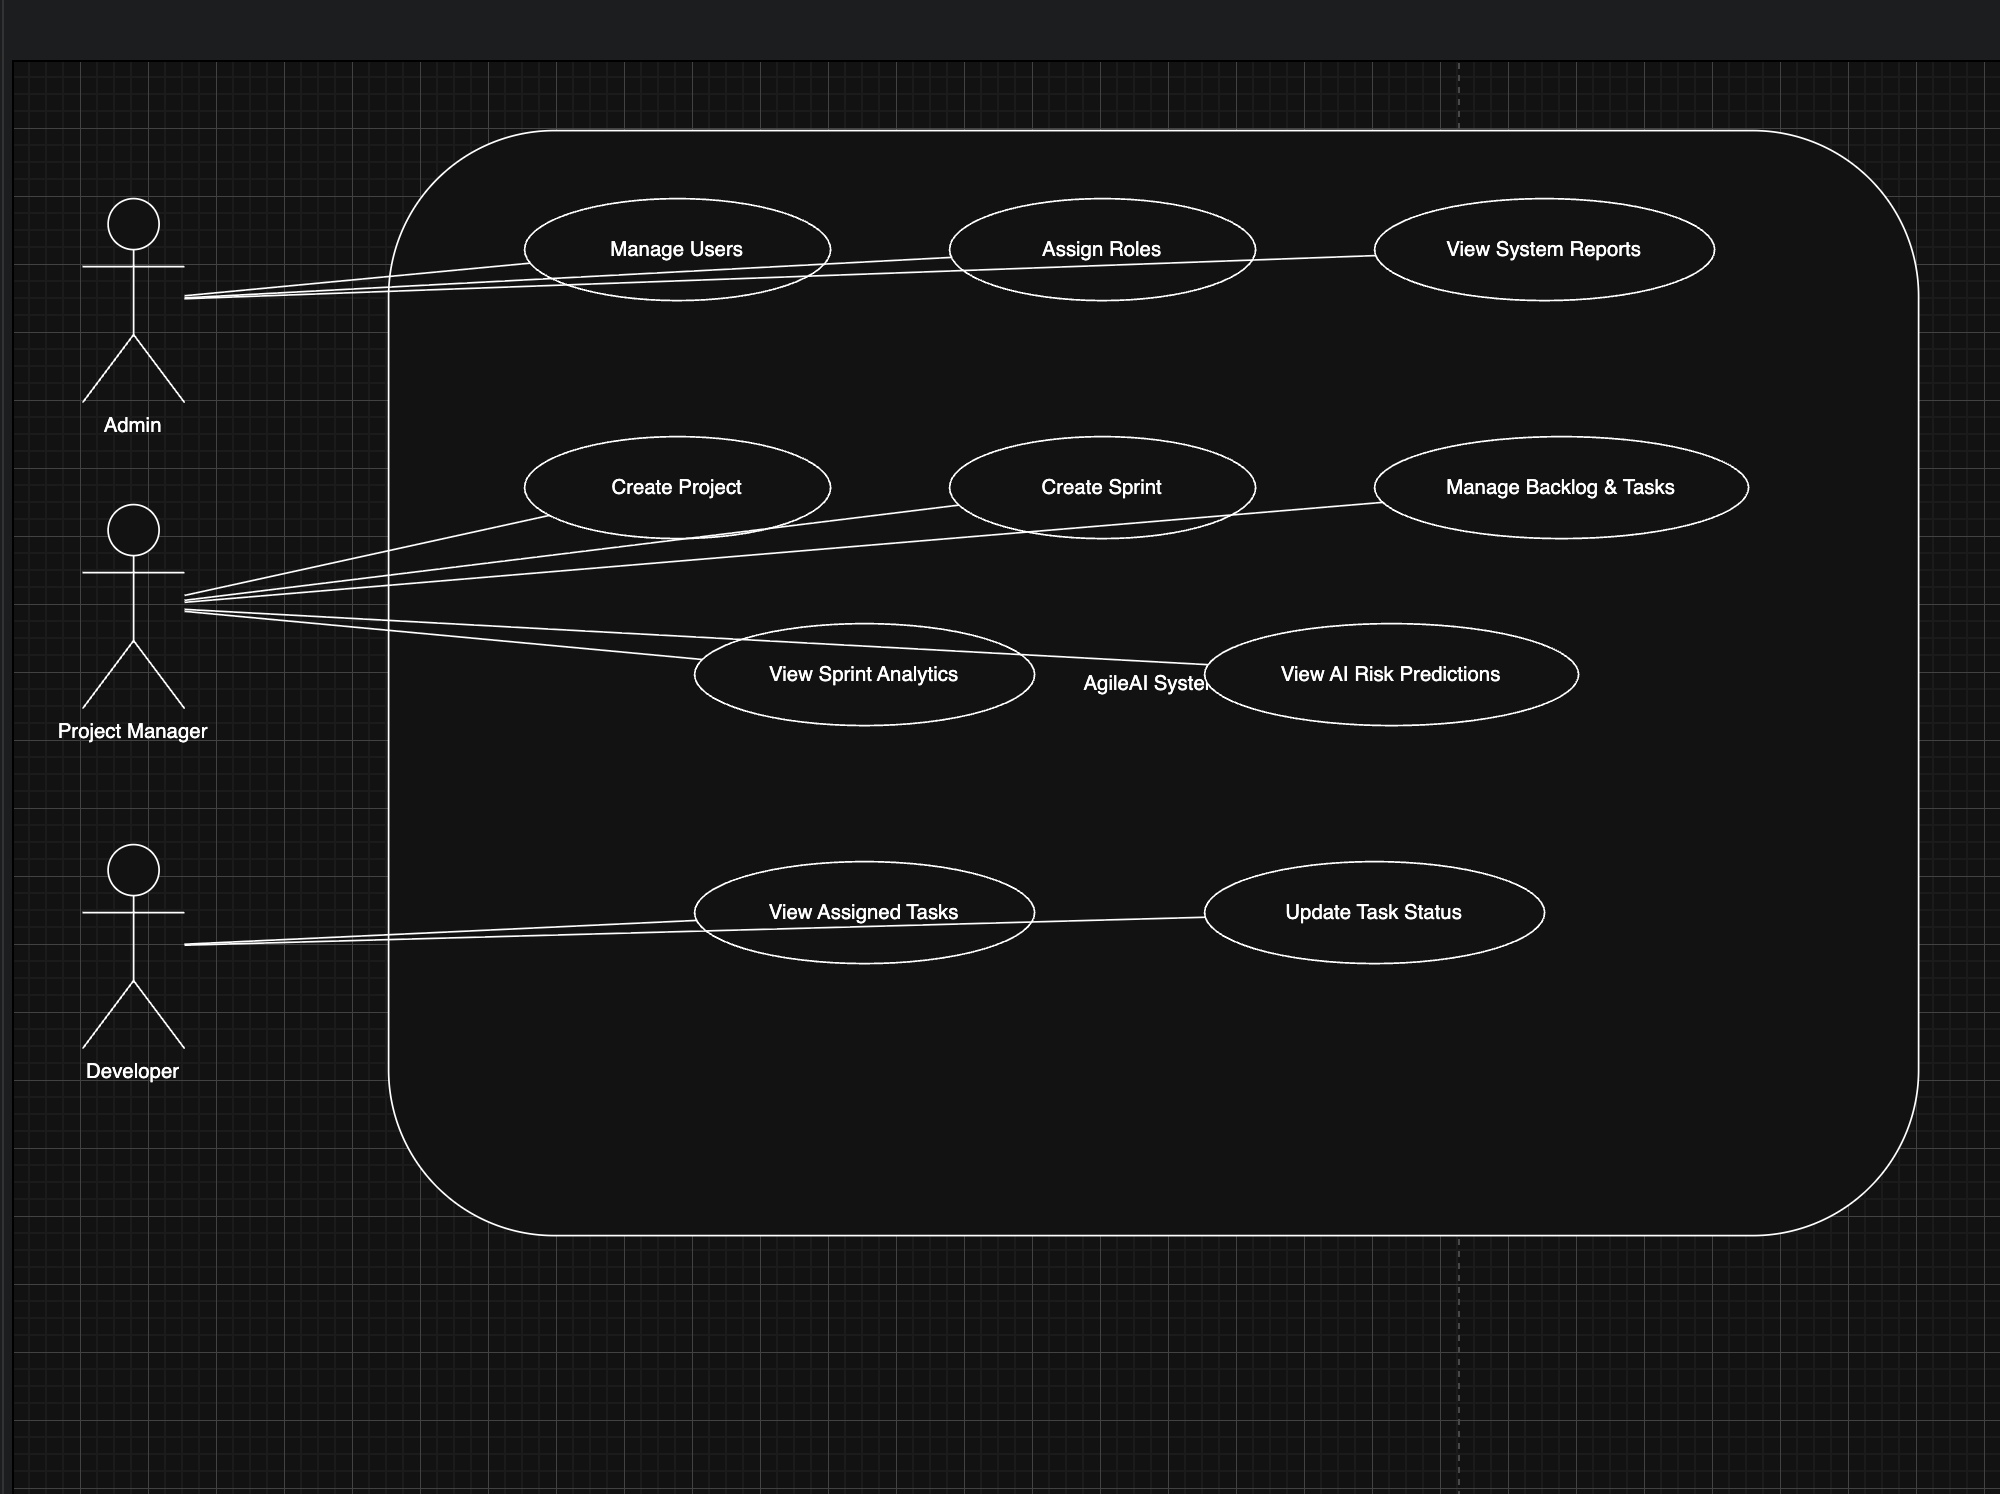 Manage Users
Assign Roles
View System Reports
Admin
Create Project
Create Sprint
Manage Backlog & Tasks
View Sprint Analytics
AgileAI
View AI Risk Predictions
Project Manager
View Assigned Tasks
Update Task Status
Developer